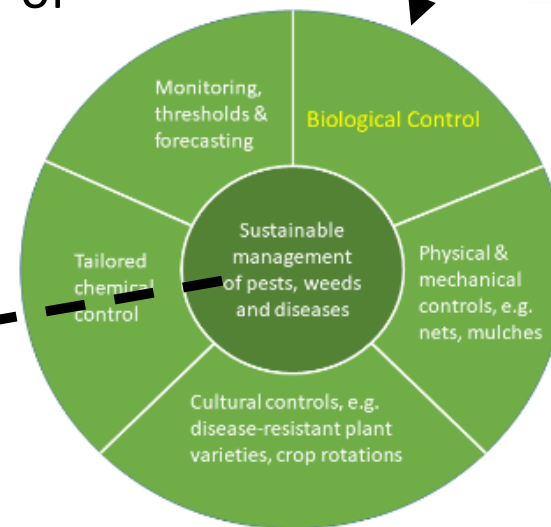 or
Monitoring,
thresholds &
forecasting
Biological Control
Sustainable
management
of pests, weeds
and diseases
Physical &
mechanical
controls, e.g.
nets, mulches
Tailored
chemical
control
Cultural controls, e.g.
disease-resistant plant
varieties, crop rotations